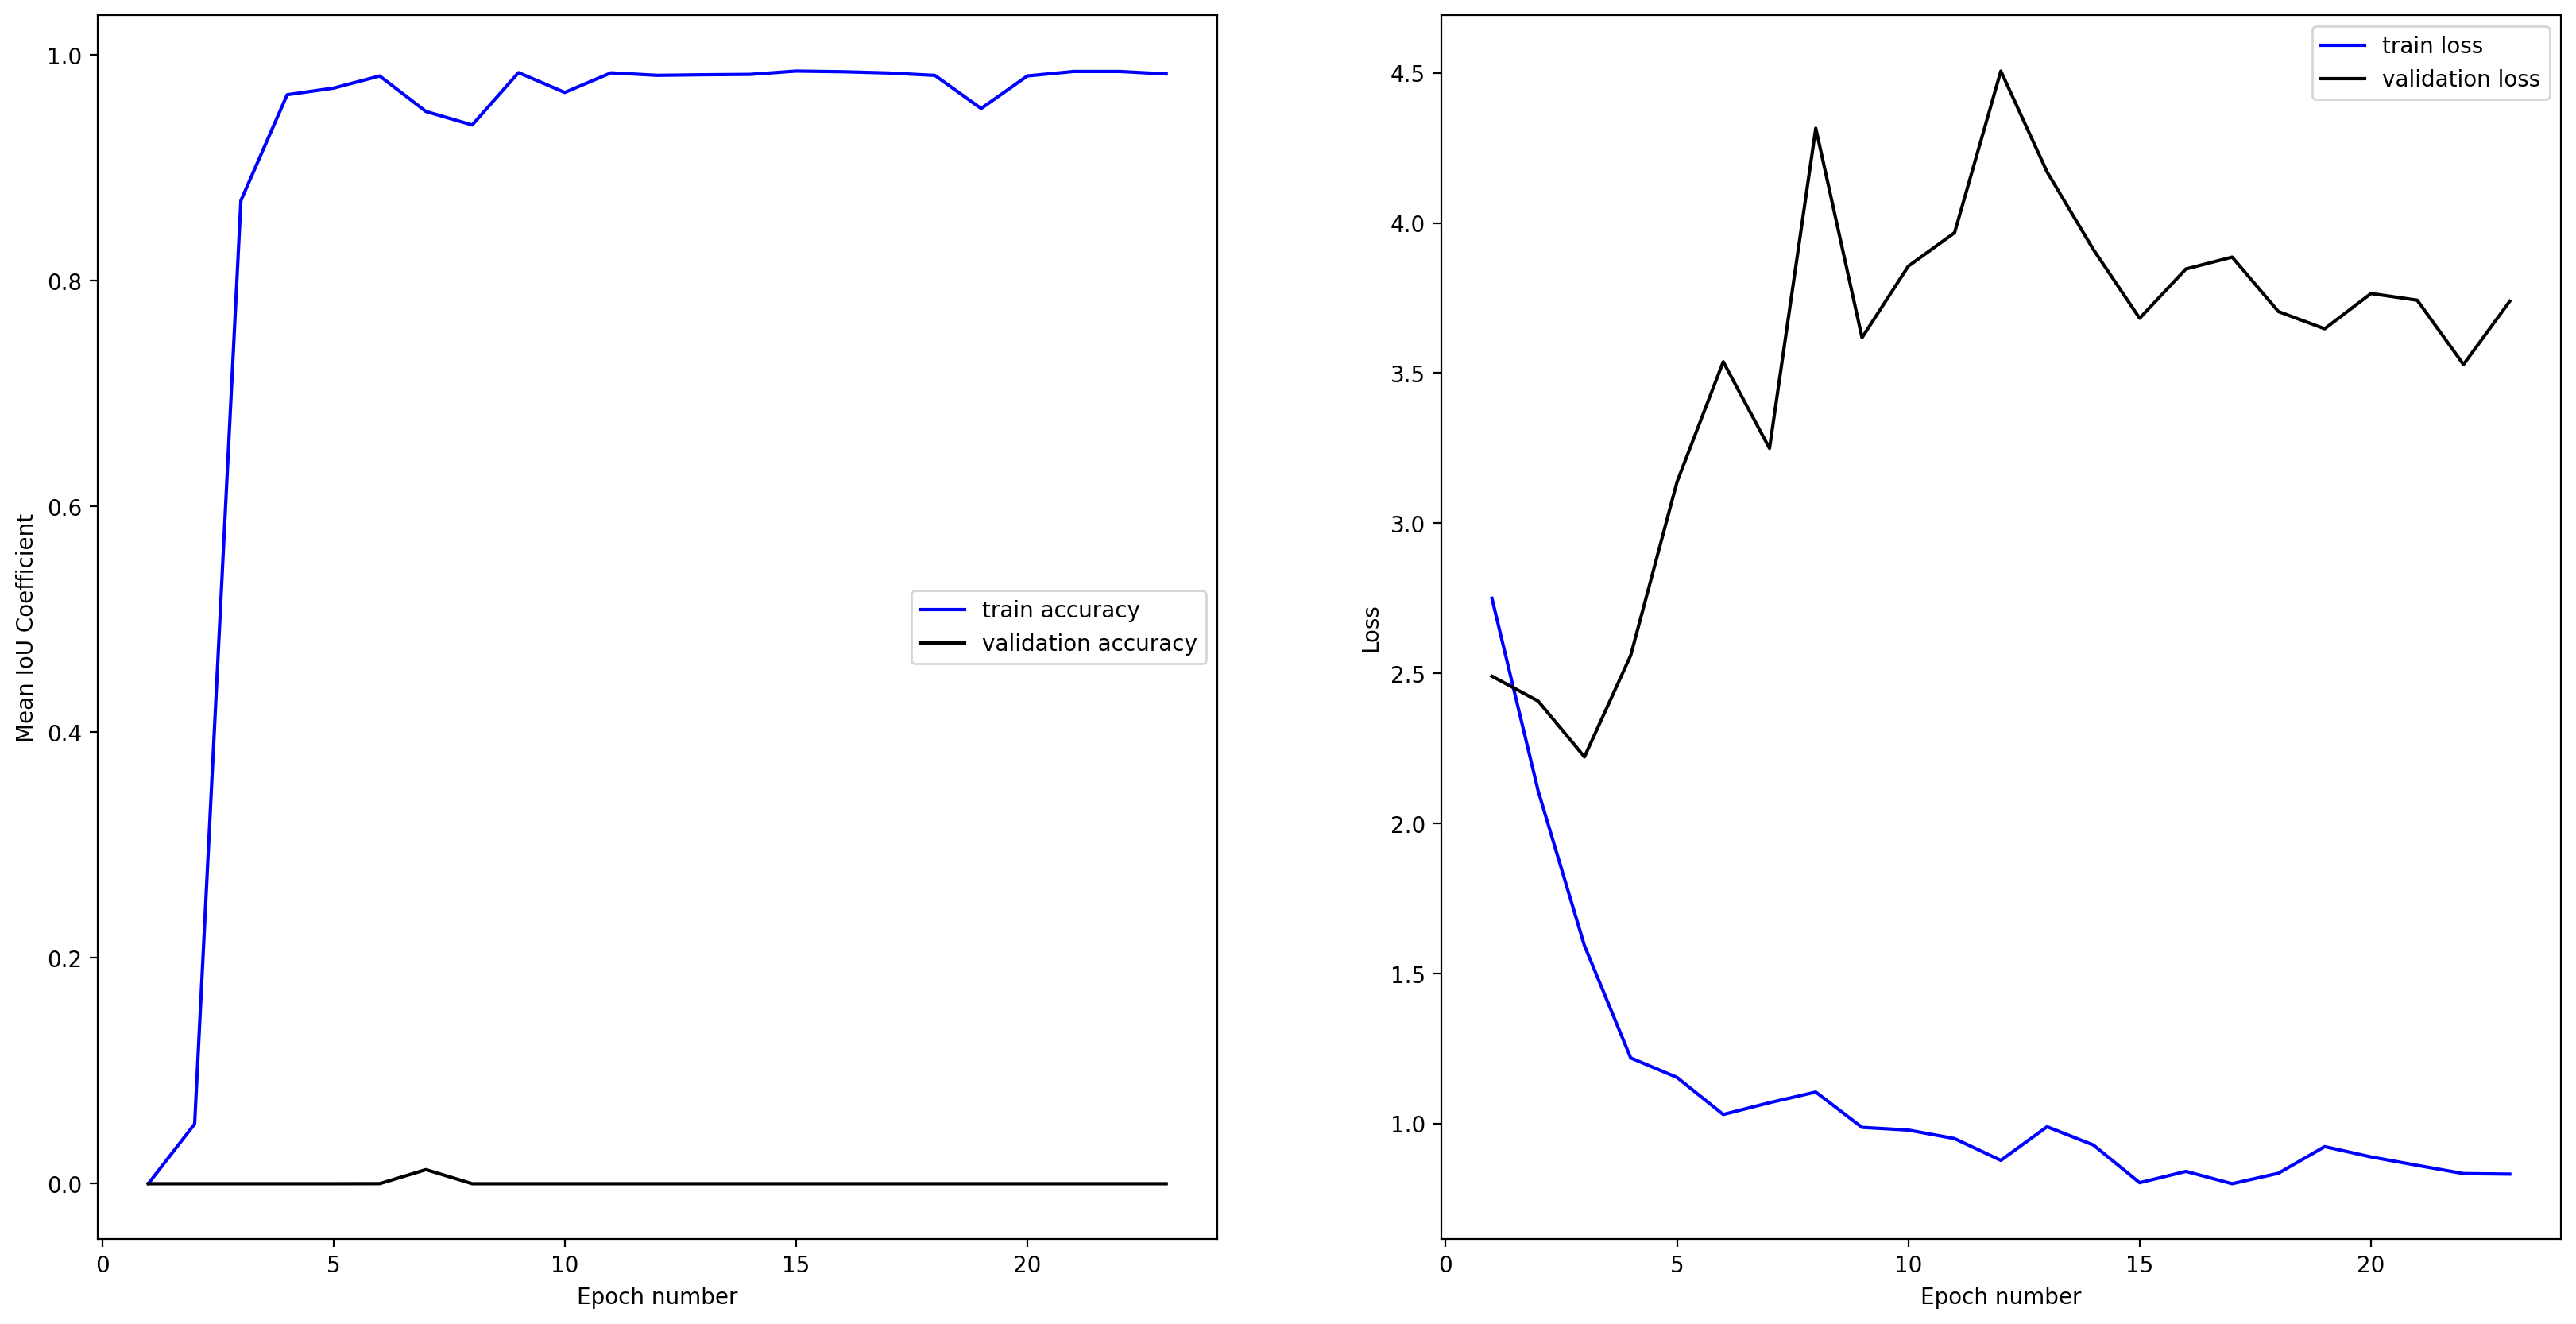 1.0
0.8
0.6
0.4
0.2
0.0
Mean IoU Coefficient
train accuracy
validation accuracy
0 5 10 15 20
Epoch number
4.5
4.0
3.5
3.0
2.5
2.0
1.5
1.0
Loss
train loss
validation loss
0 5 10 15 20
Epoch number